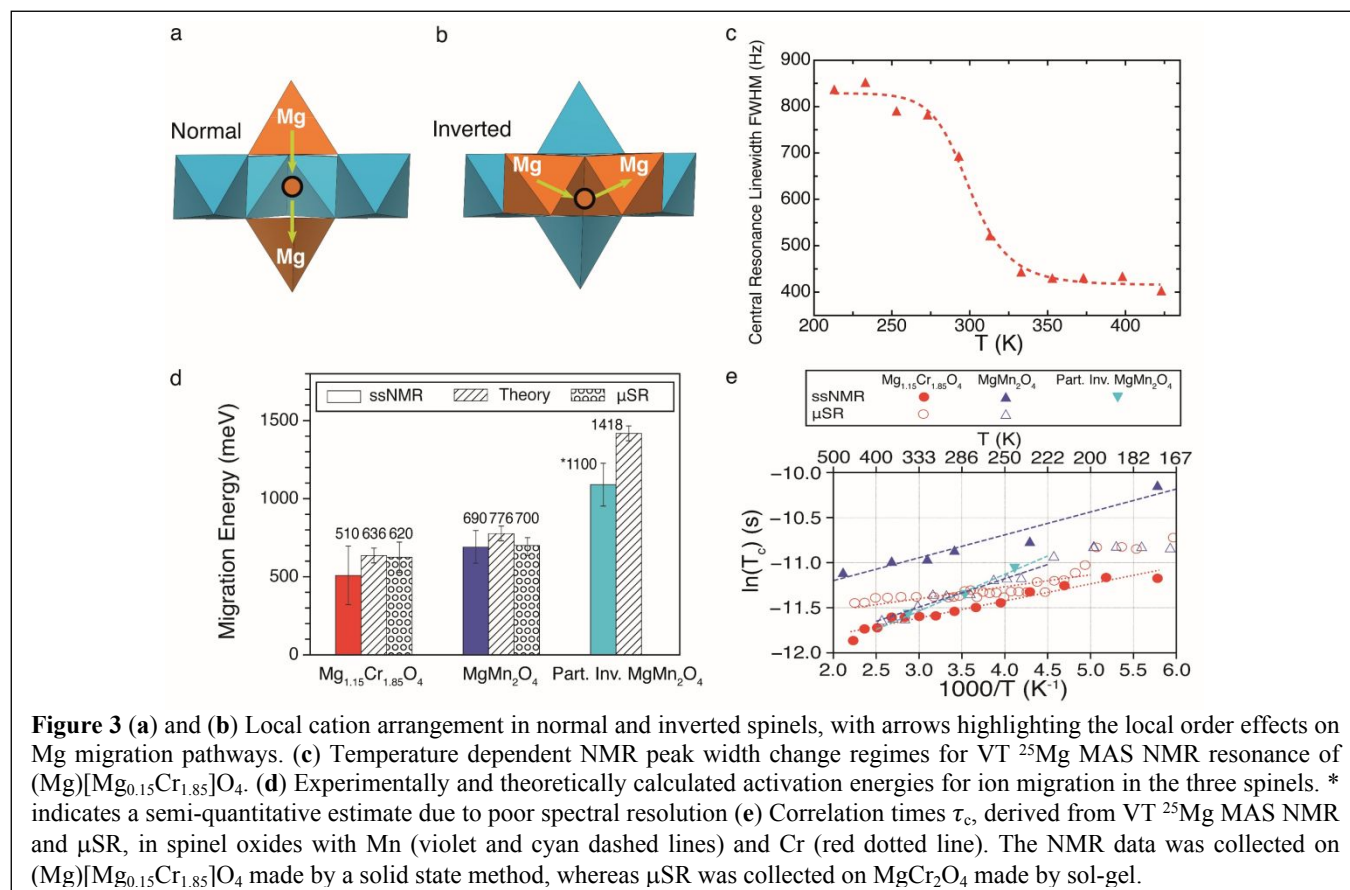 a
b
c
Normal
Mg
Mg
Inverted
Mg
Mg
Central Resonance Linewidth FWHM (Hz)
900
800
700
600
500
400
200
250
300
350
400
T (K)
d
ssNMR
Theory
μSR
Migration Energy (meV)
1500
1000
500
0
510
636
620
690
776
700
*1100
1418
Mg1.15Cr1.85O4
MgMn2O4
Part. Inv. MgMn2O4
e
Mg1.15Cr1.85O4
MgMn2O4
Part. Inv. MgMn2O4
ssNMR
μSR
T (K)
500 400 333 286 250 222 200 182 167
ln(Tc) (s)
−10.0
−10.5
−11.0
−11.5
−12.0
2.0 2.5 3.0 3.5 4.0 4.5 5.0 5.5 6.0
1000/T (K-1)
Figure 3 (a) and (b) Local cation arrangement in normal and inverted spinels, with arrows highlighting the local order effects on
Mg migration pathways. (c) Temperature dependent NMR peak width change regimes for VT 25Mg MAS NMR resonance of
(Mg)[Mg0.15Cr1.85]O4. (d) Experimentally and theoretically calculated activation energies for ion migration in the three spinels. *
indicates a semi-quantitative estimate due to poor spectral resolution (e) Correlation times τc, derived from VT 25Mg MAS NMR
and μSR, in spinel oxides with Mn (violet and cyan dashed lines) and Cr (red dotted line). The NMR data was collected on
(Mg)[Mg0.15Cr1.85]O4 made by a solid state method, whereas μSR was collected on MgCr2O4 made by sol-gel.